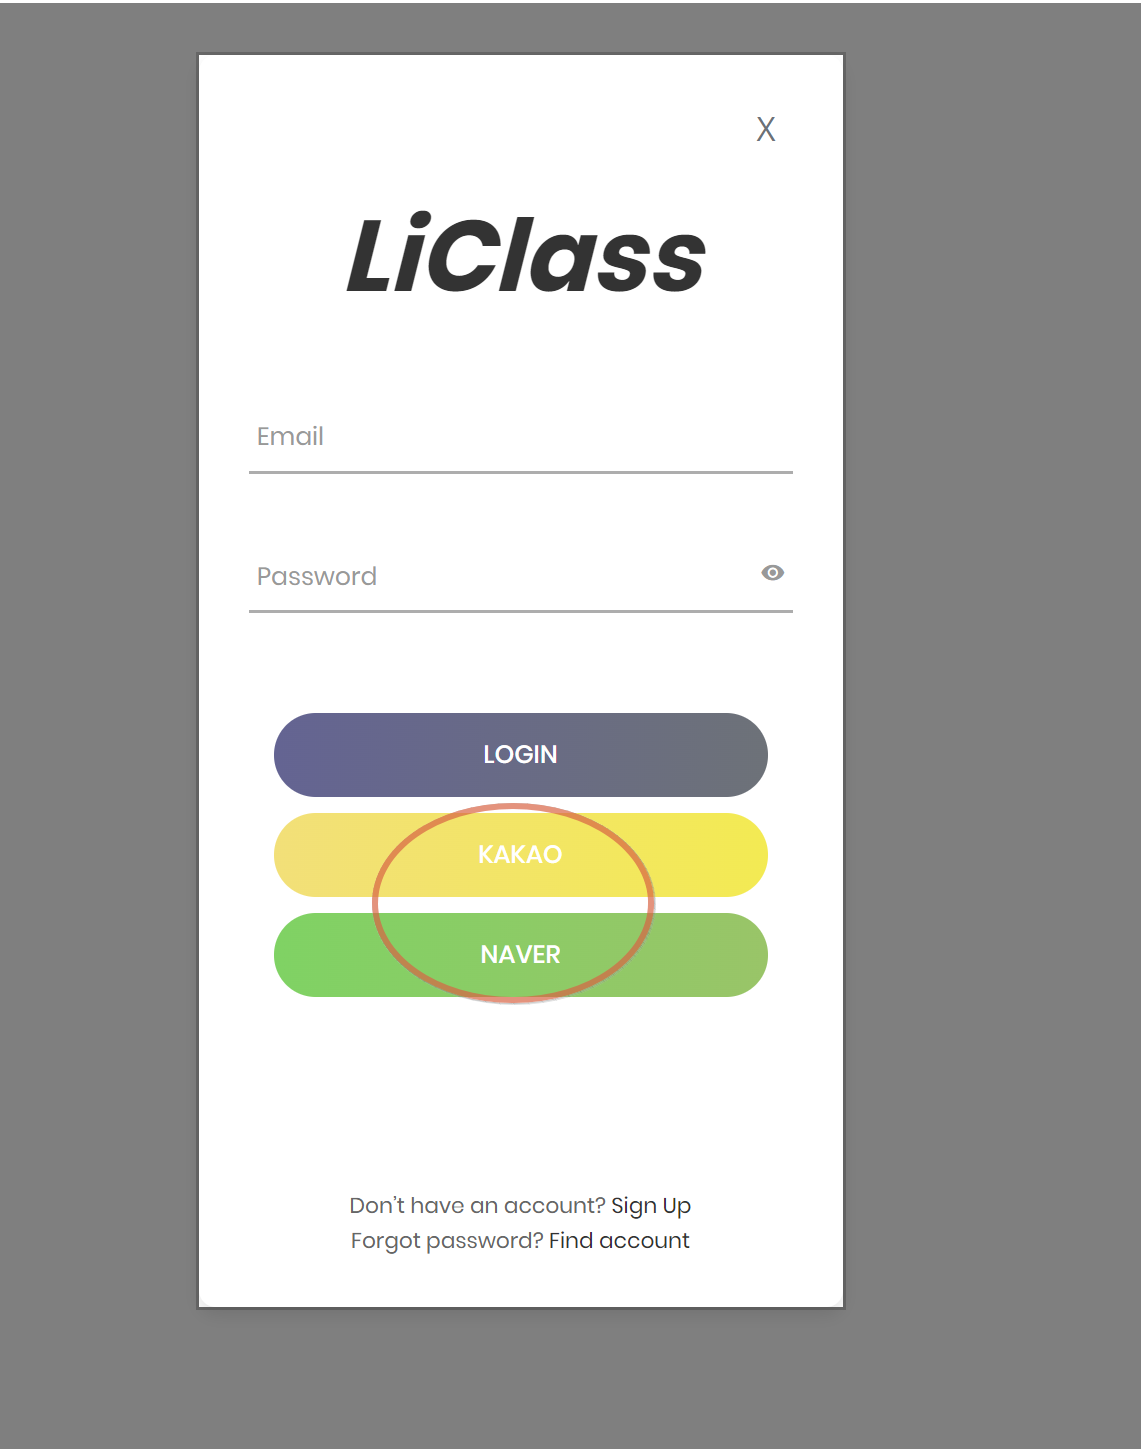 X
LiClass
Email
Password
LOGIN
KAKAO
NAVER
Don't have an account? Sign Up
Forgot password? Find account